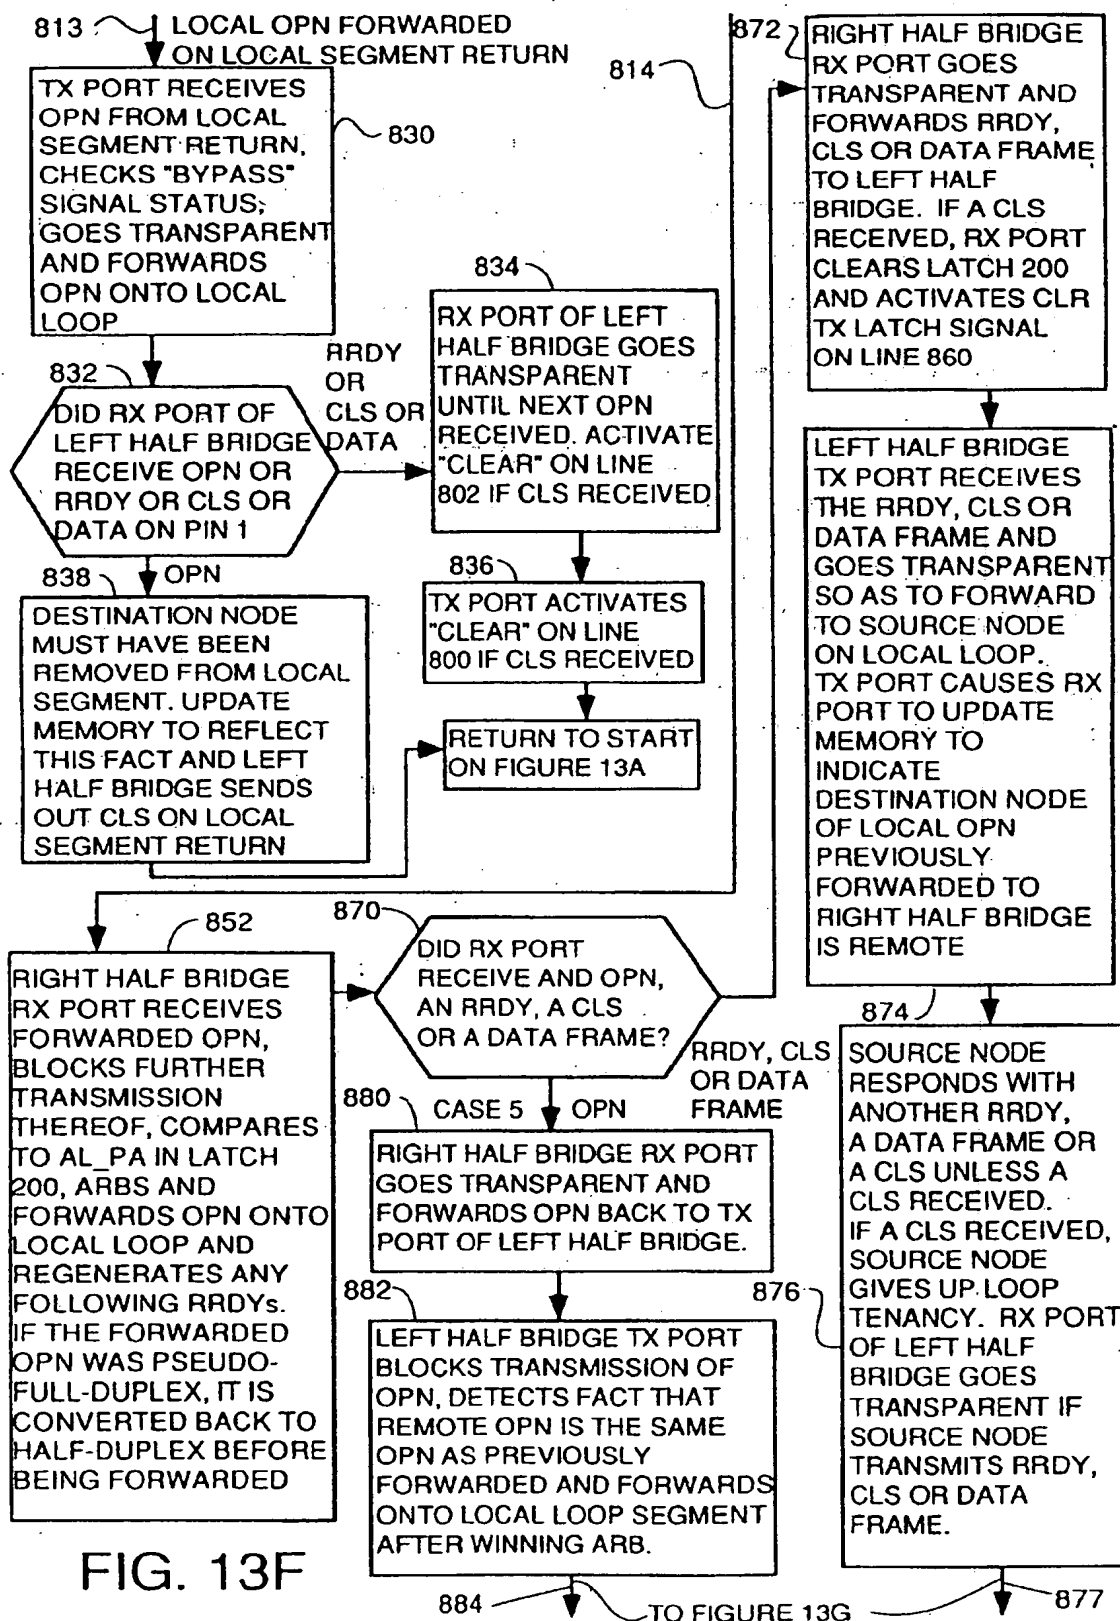 813
LOCAL OPN FORWARDED
ON LOCAL SEGMENT RETURN
TX PORT RECEIVES
OPN FROM LOCAL
SEGMENT RETURN,
CHECKS "BYPASS"
SIGNAL STATUS;
GOES TRANSPARENT
AND FORWARDS
OPN ONTO LOCAL
LOOP
830
832
DID RX PORT OF
LEFT HALF BRIDGE
RECEIVE OPN OR
RRDY OR CLS OR
DATA ON PIN 1
RRDY
OR
CLS OR
DATA
834
RX PORT OF LEFT
HALF BRIDGE GOES
TRANSPARENT
UNTIL NEXT OPN
RECEIVED. ACTIVATE
"CLEAR" ON LINE
802 IF CLS RECEIVED
836
TX PORT ACTIVATES
"CLEAR" ON LINE
800 IF CLS RECEIVED
RETURN TO START
ON FIGURE 13A
838
OPN
DESTINATION NODE
MUST HAVE BEEN
REMOVED FROM LOCAL
SEGMENT. UPDATE
MEMORY TO REFLECT
THIS FACT AND LEFT
HALF BRIDGE SENDS
OUT CLS ON LOCAL
SEGMENT RETURN
814
852
RIGHT HALF BRIDGE
RX PORT RECEIVES
FORWARDED OPN,
BLOCKS FURTHER
TRANSMISSION
THEREOF, COMPARES
TO AL_PA IN LATCH
200, ARBS AND
FORWARDS OPN ONTO
LOCAL LOOP AND
REGENERATES ANY
FOLLOWING RRDYs.
IF THE FORWARDED
OPN WAS PSEUDO-
FULL-DUPLEX, IT IS
CONVERTED BACK TO
HALF-DUPLEX BEFORE
BEING FORWARDED
870
DID RX PORT
RECEIVE AND OPN,
AN RRDY, A CLS
OR A DATA FRAME?
RRDY, CLS
OR DATA
FRAME
880
CASE 5
OPN
RIGHT HALF BRIDGE RX PORT
GOES TRANSPARENT AND
FORWARDS OPN BACK TO TX
PORT OF LEFT HALF BRIDGE.
882
LEFT HALF BRIDGE TX PORT
BLOCKS TRANSMISSION OF
OPN, DETECTS FACT THAT
REMOTE OPN IS THE SAME
OPN AS PREVIOUSLY
FORWARDED AND FORWARDS
ONTO LOCAL LOOP SEGMENT
AFTER WINNING ARB.
884
TO FIGURE 13G
872
RIGHT HALF BRIDGE
RX PORT GOES
TRANSPARENT AND
FORWARDS RRDY,
CLS OR DATA FRAME
TO LEFT HALF
BRIDGE. IF A CLS
RECEIVED, RX PORT
CLEARS LATCH 200
AND ACTIVATES CLR
TX LATCH SIGNAL
ON LINE 860
LEFT HALF BRIDGE
TX PORT RECEIVES
THE RRDY, CLS OR
DATA FRAME AND
GOES TRANSPARENT
SO AS TO FORWARD
TO SOURCE NODE
ON LOCAL LOOP.
TX PORT CAUSES RX
PORT TO UPDATE
MEMORY TO
INDICATE
DESTINATION NODE
OF LOCAL OPN
PREVIOUSLY
FORWARDED TO
RIGHT HALF BRIDGE
IS REMOTE
874
SOURCE NODE
RESPONDS WITH
ANOTHER RRDY,
A DATA FRAME OR
A CLS UNLESS A
CLS RECEIVED.
IF A CLS RECEIVED,
SOURCE NODE
GIVES UP LOOP
TENANCY. RX PORT
OF LEFT HALF
BRIDGE GOES
TRANSPARENT IF
SOURCE NODE
TRANSMITS RRDY,
CLS OR DATA
FRAME.
876
877
FIG. 13F